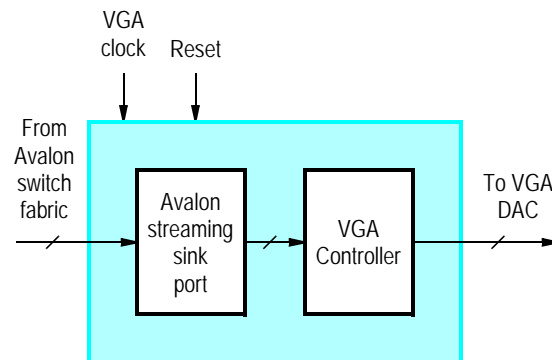 VGA
clock
Reset
From
Avalon
switch
fabric
Avalon
streaming
sink
port
VGA
Controller
To VGA
DAC